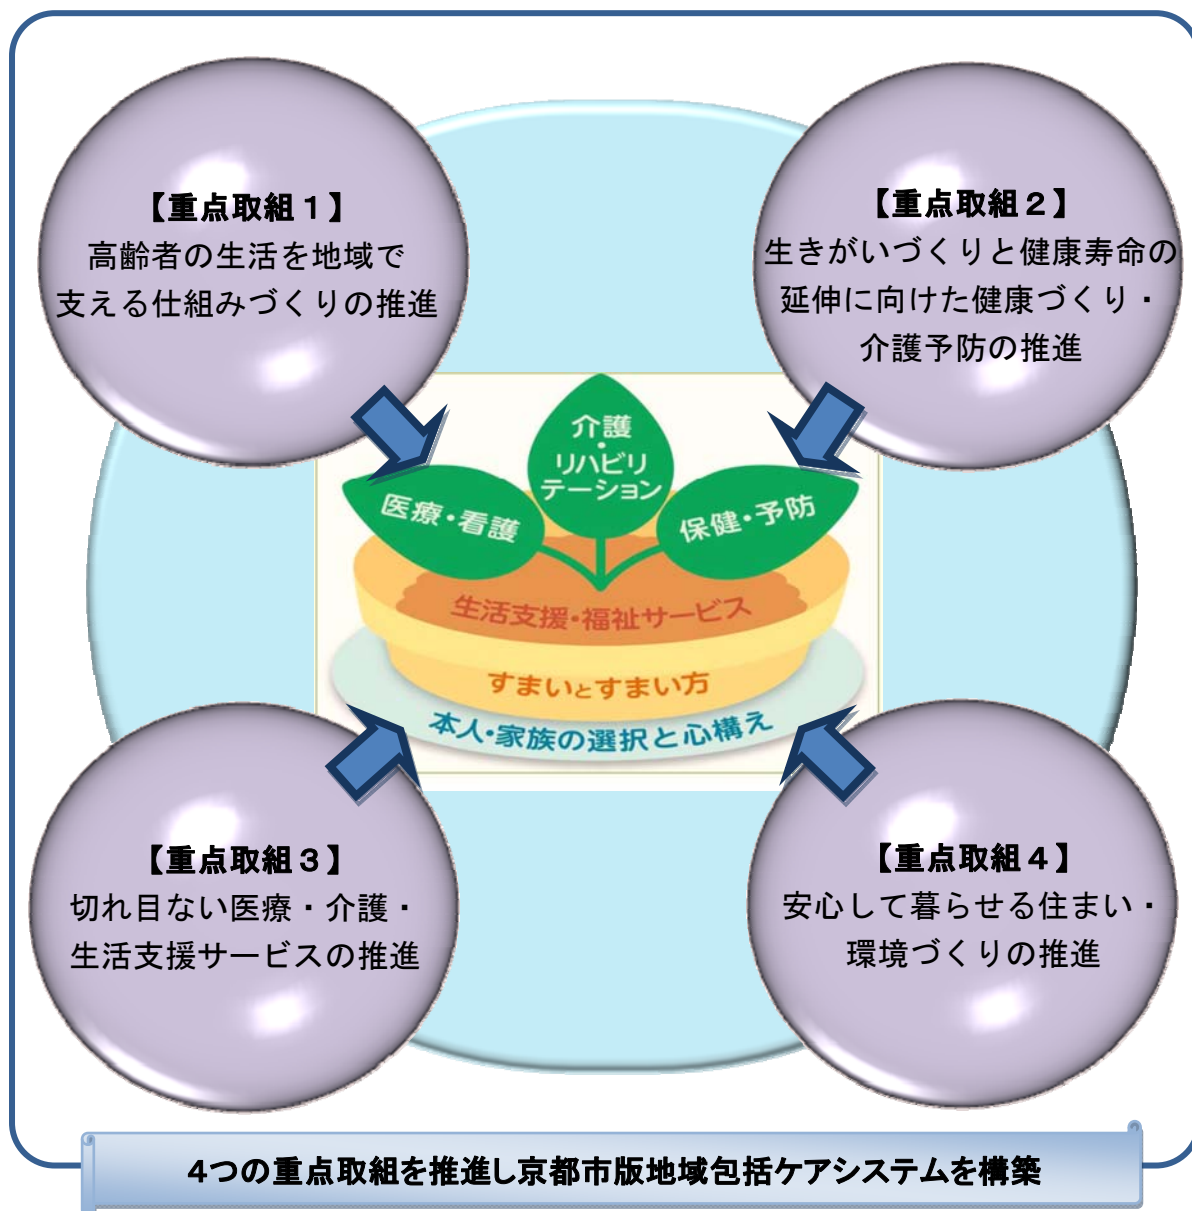 【重点取組１】
高齢者の生活を地域で
支える仕組みづくりの推進
【重点取組２】
生きがいづくりと健康寿命の
延伸に向けた健康づくり・
介護予防の推進
介護
・
リハビリ
テーション
医療・看護
保健・予防
生活支援・福祉サービス
すまいとすまい方
本人・家族の選択と心構え
【重点取組３】
切れ目ない医療・介護・
生活支援サービスの推進
【重点取組４】
安心して暮らせる住まい・
環境づくりの推進
４つの重点取組を推進し京都市版地域包括ケアシステムを構築